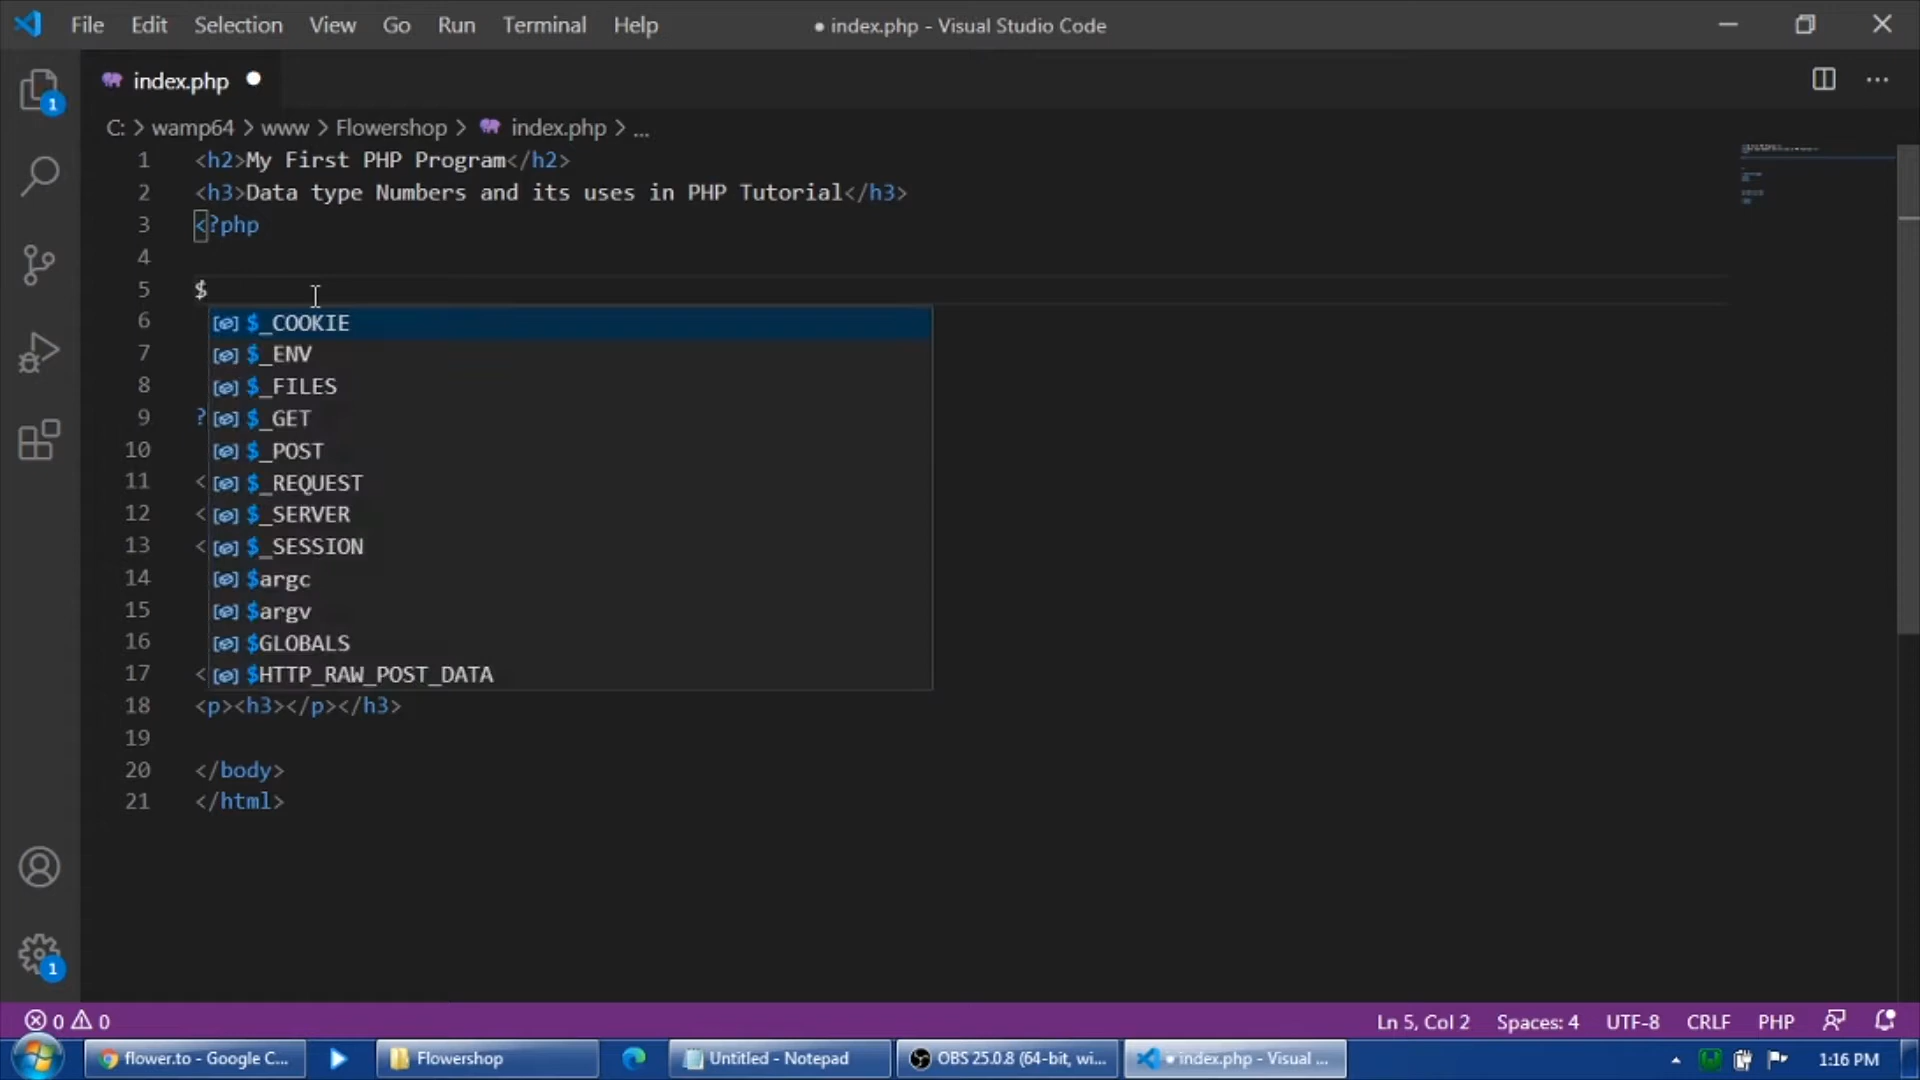 File Edit Selection View Go Run Terminal Help ● index.php - Visual Studio Code
index.php ●
C: > wamp64 > www > Flowershop > index.php > ...
1 <h2>My First PHP Program</h2>
2 <h3>Data type Numbers and its uses in PHP Tutorial</h3>
3 <?php
4
5 $
6 $_COOKIE
7 $_ENV
8 $_FILES
9 ? $_GET
10 $_POST
11 < $_REQUEST
12 < $_SERVER
13 < $_SESSION
14 $argc
15 $argv
16 $GLOBALS
17 < $HTTP_RAW_POST_DATA
18 <p><h3></p></h3>
19
20 </body>
21 </html>
1
1
0 0 Ln 5, Col 2 Spaces: 4 UTF-8 CRLF PHP
flower.to - Google C... Flowershop Untitled - Notepad OBS 25.0.8 (64-bit, wi... ● index.php - Visual ... 1:16 PM